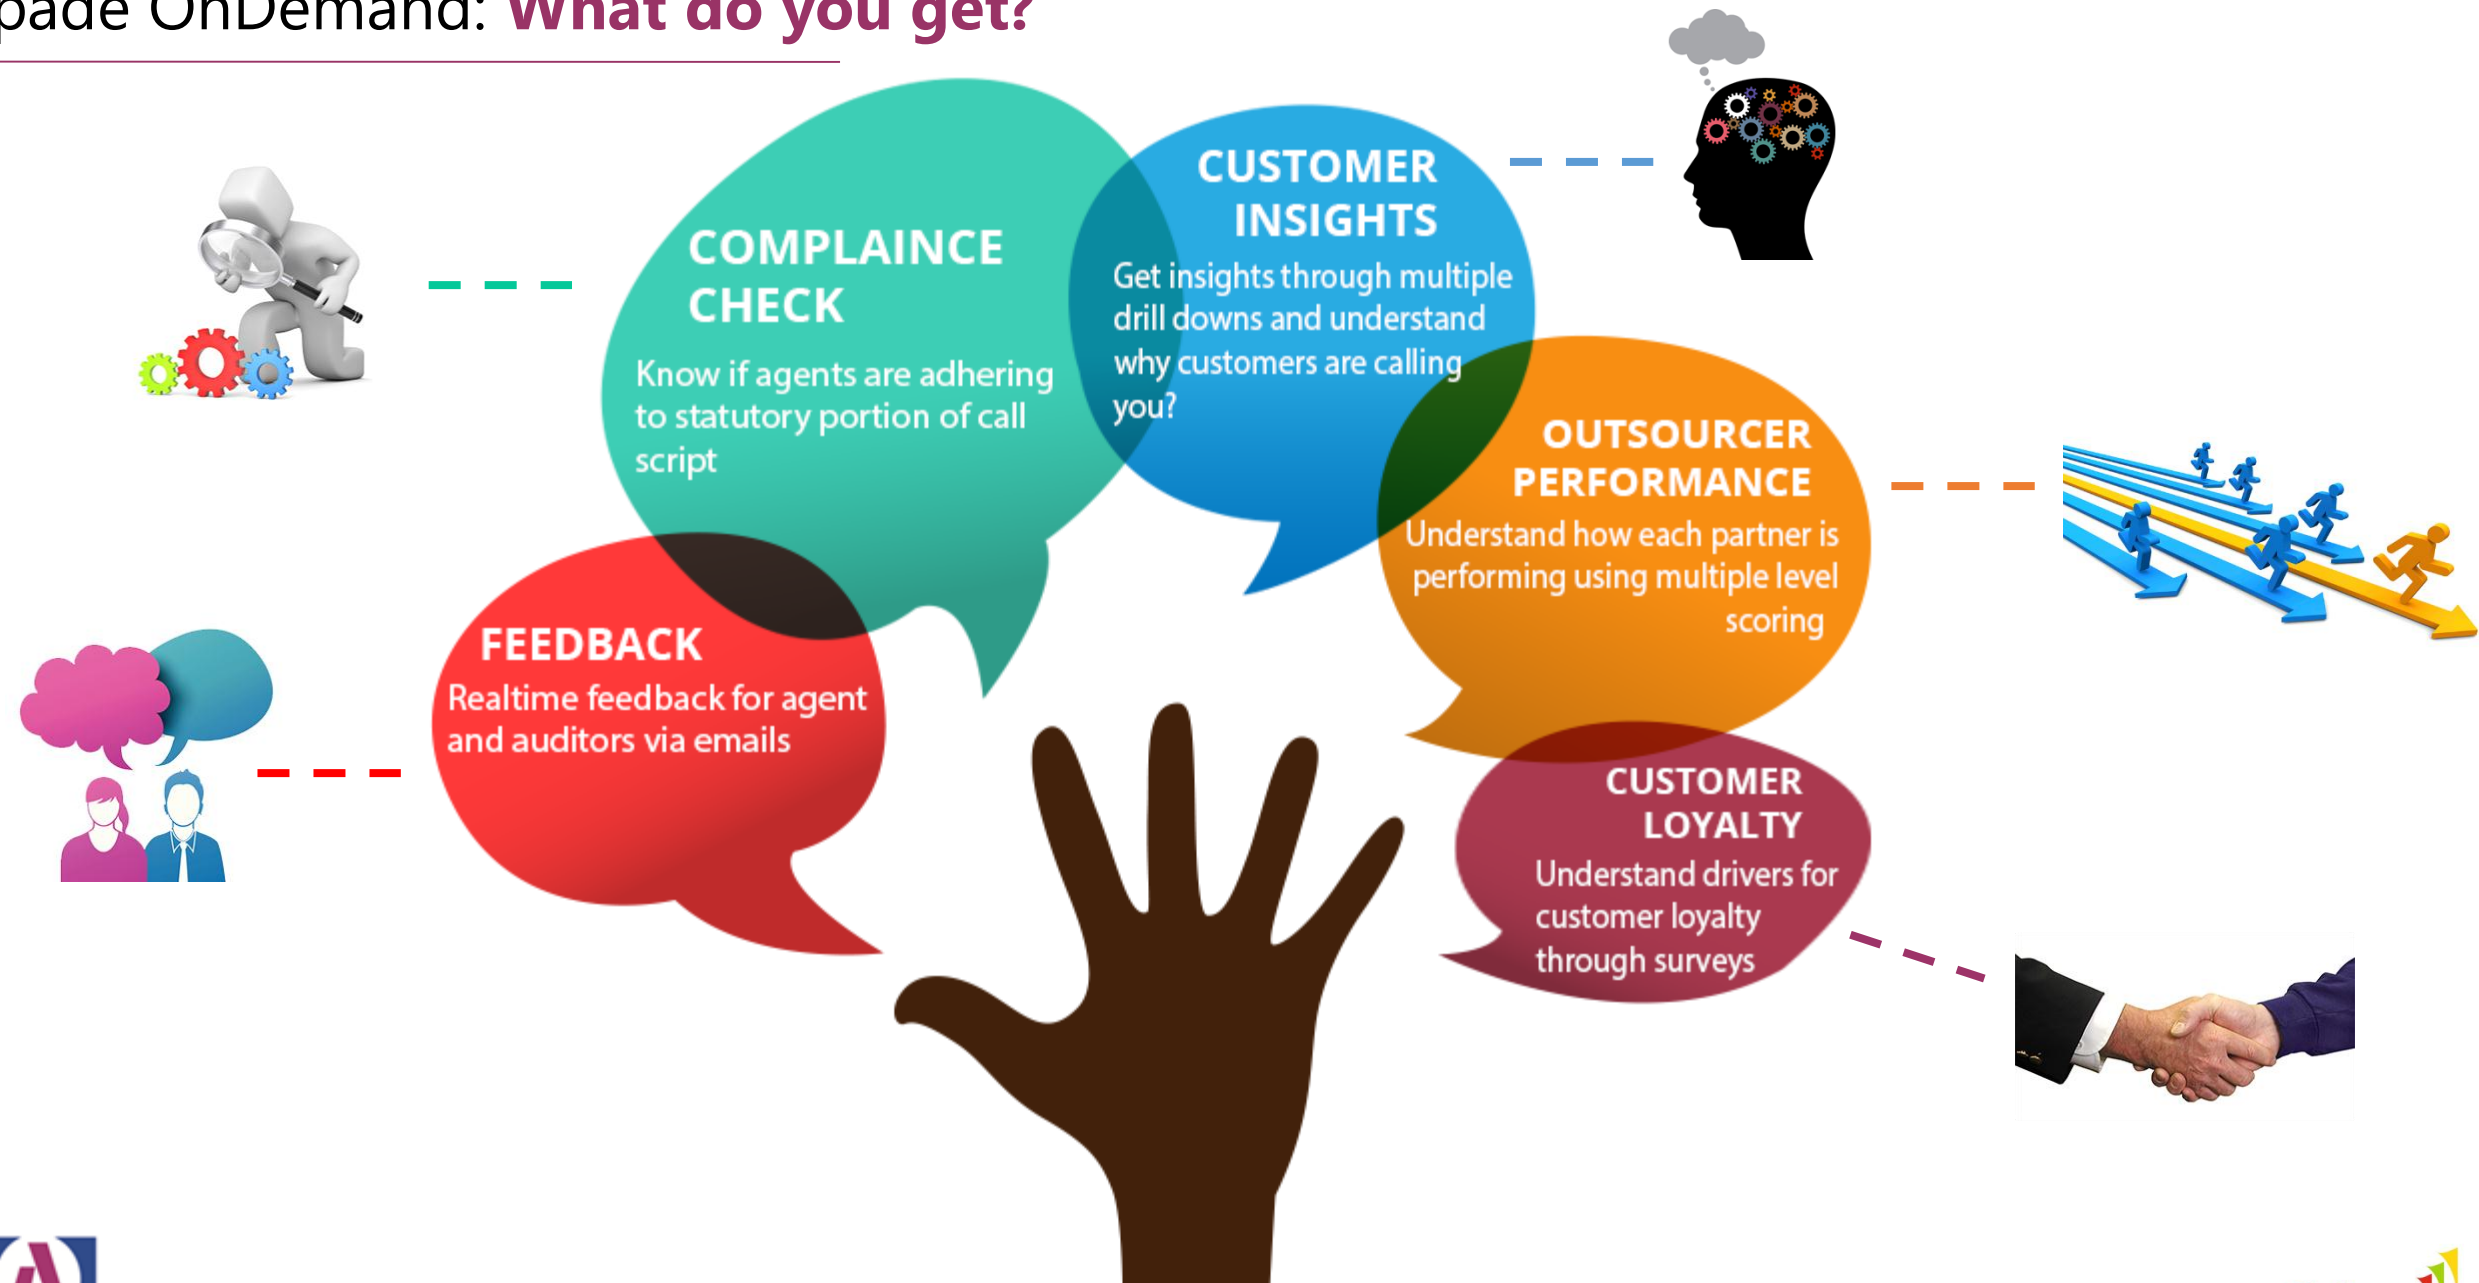 pade OnDemand: What do you get?
COMPLAINCE
CHECK
Know if agents are adhering
to statutory portion of call
script
CUSTOMER
INSIGHTS
Get insights through multiple
drill downs and understand
why customers are calling
you?
OUTSOURCER
PERFORMANCE
Understand how each partner is
performing using multiple level
scoring
FEEDBACK
Realtime feedback for agent
and auditors via emails
CUSTOMER
LOYALTY
Understand drivers for
customer loyalty
through surveys